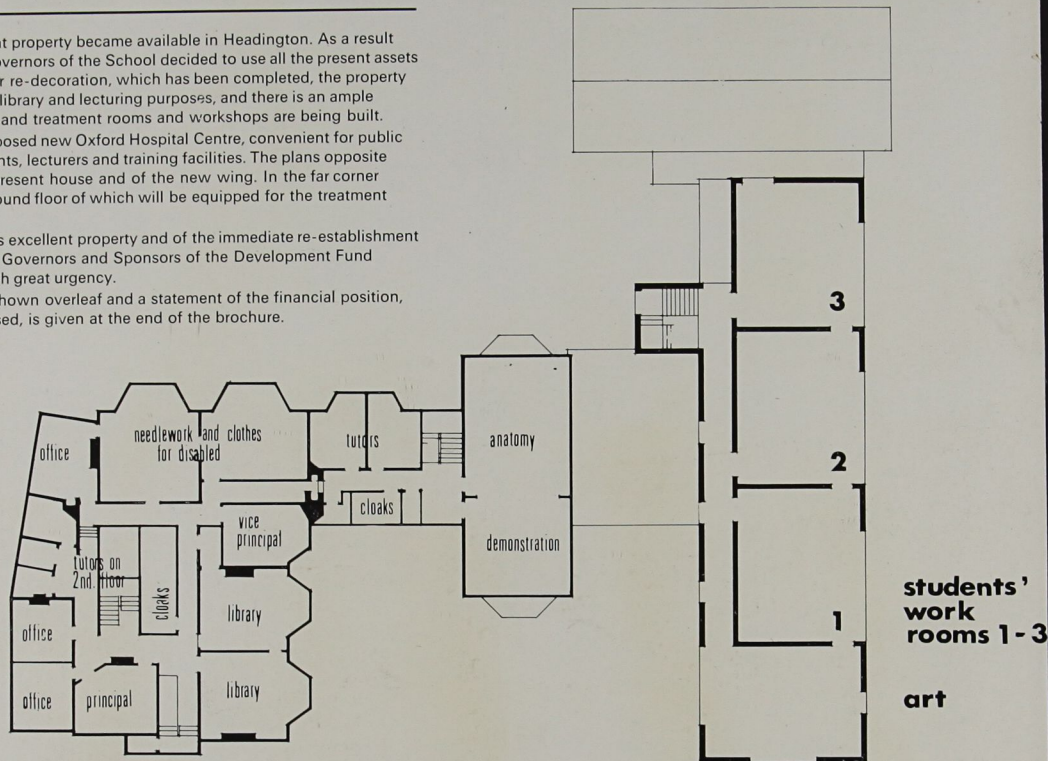 t property became available in Headington. As a result
overnors of the School decided to use all the present assets
r re-decoration, which has been completed, the property
library and lecturing purposes, and there is an ample
and treatment rooms and workshops are being built.
posed new Oxford Hospital Centre, convenient for public
nts, lecturers and training facilities. The plans opposite
resent house and of the new wing. In the far corner
ound floor of which will be equipped for the treatment
s excellent property and of the immediate re-establishment
Governors and Sponsors of the Development Fund
h great urgency.
hown overleaf and a statement of the financial position,
sed, is given at the end of the brochure.
office
needlework and clothes
for disabled
tutors
anatomy
cloaks
vice
principal
demonstration
tutors on
2nd. floor
cloaks
library
office
library
office
principal
3
2
1
students'
work
rooms 1-3
art